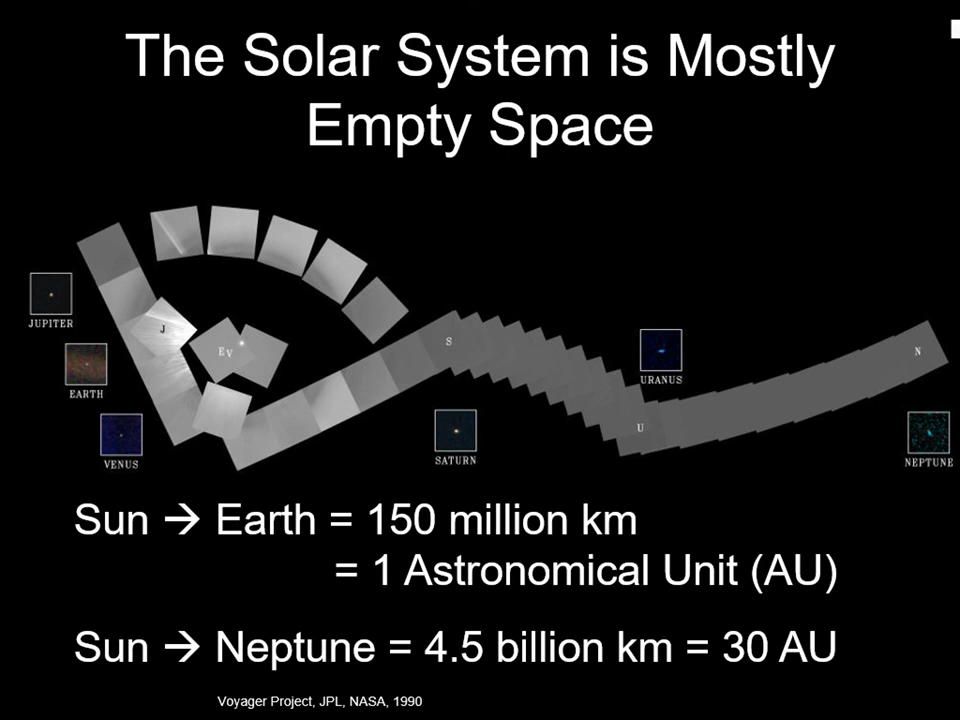 The Solar System is Mostly
Empty Space
J
JUPITER
E V
S
N
EARTH
URANUS
U
VENUS
SATURN
NEPTUNE
Sun → Earth = 150 million km
= 1 Astronomical Unit (AU)
Sun → Neptune = 4.5 billion km = 30 AU
Voyager Project, JPL, NASA, 1990